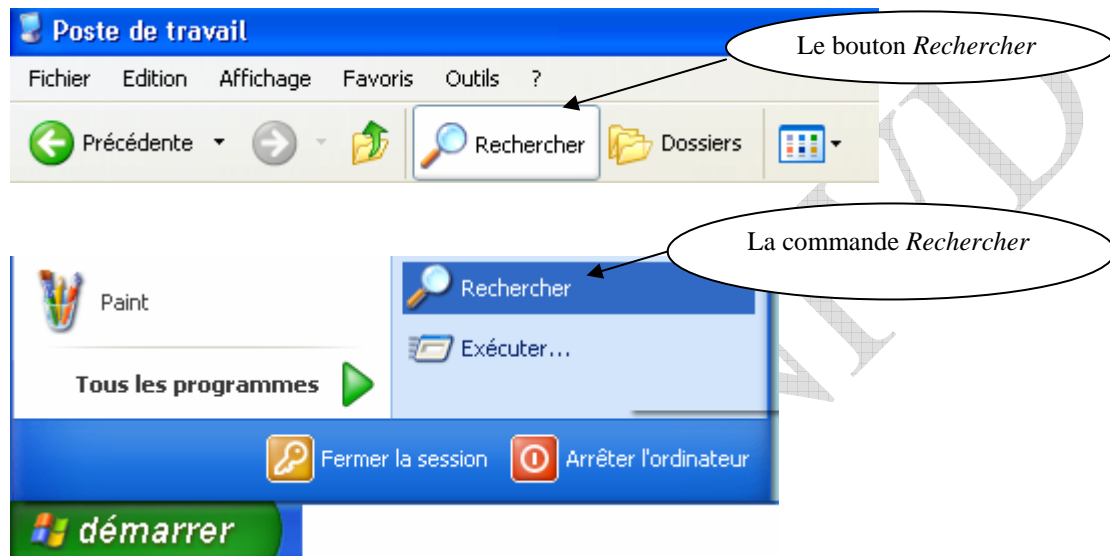 Poste de travail
Le bouton Rechercher
Fichier Edition Affichage Favoris Outils ?
Précédente Rechercher Dossiers
La commande Rechercher
Paint Rechercher
Exécuter...
Tous les programmes
Fermer la session Arrêter l'ordinateur
démarrer